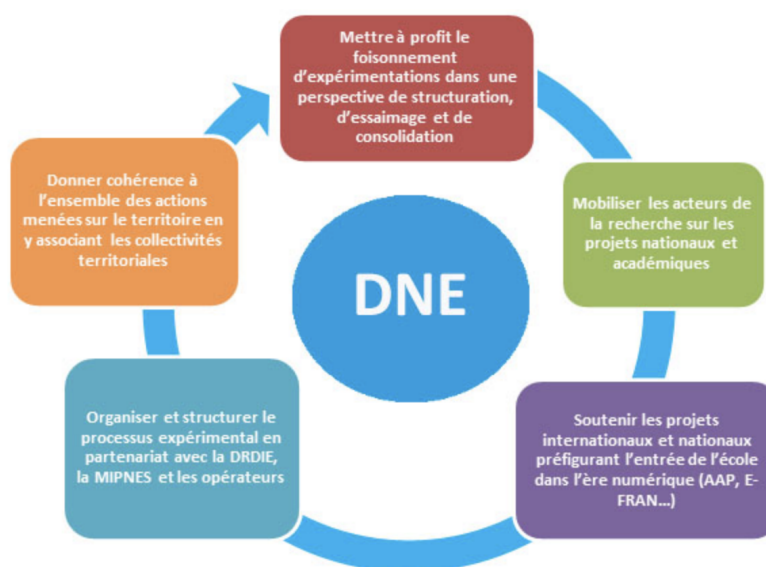 Mettre à profit le
foisonnement
d'expérimentations dans une
perspective de structuration,
d'essaimage et de
consolidation
Mobiliser les acteurs de
la recherche sur les
projets nationaux et
académiques
Soutenir les projets
internationaux et nationaux
préfigurant l'entrée de l'école
dans l'ère numérique (AAP, E-
FRAN...)
Organiser et structurer le
processus expérimental en
partenariat avec la DRDIE,
la MIPNES et les opérateurs
Donner cohérence à
l'ensemble des actions
menées sur le territoire en
y associant les collectivités
territoriales
DNE